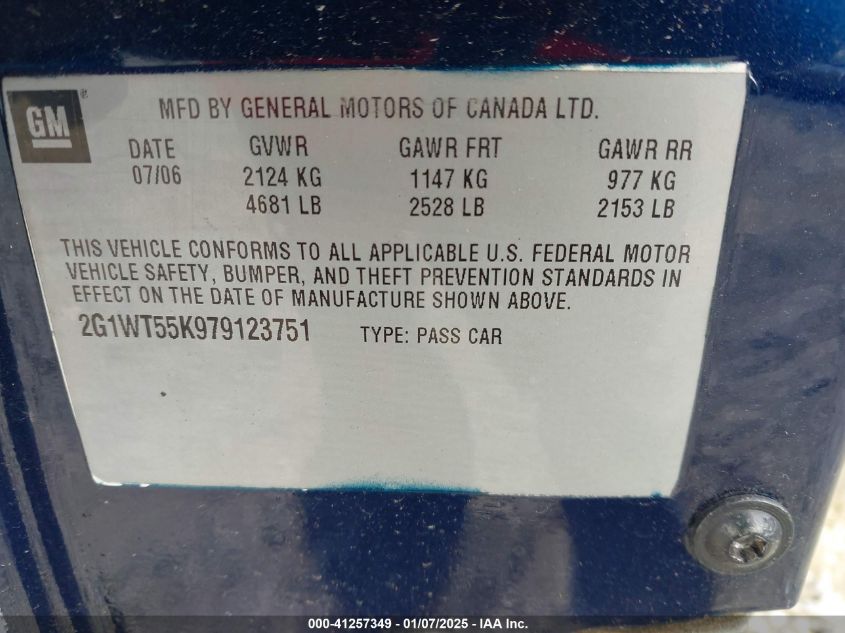 GM®
MFD BY GENERAL MOTORS OF CANADA LTD.
DATE GVWR GAWR FRT GAWR RR
07/06 2124 KG 1147 KG 977 KG
4681 LB 2528 LB 2153 LB
THIS VEHICLE CONFORMS TO ALL APPLICABLE U.S. FEDERAL MOTOR
VEHICLE SAFETY, BUMPER, AND THEFT PREVENTION STANDARDS IN
EFFECT ON THE DATE OF MANUFACTURE SHOWN ABOVE.
2G1WT55K979123751 TYPE: PASS CAR
000-41257349 - 01/07/2025 - IAA Inc.